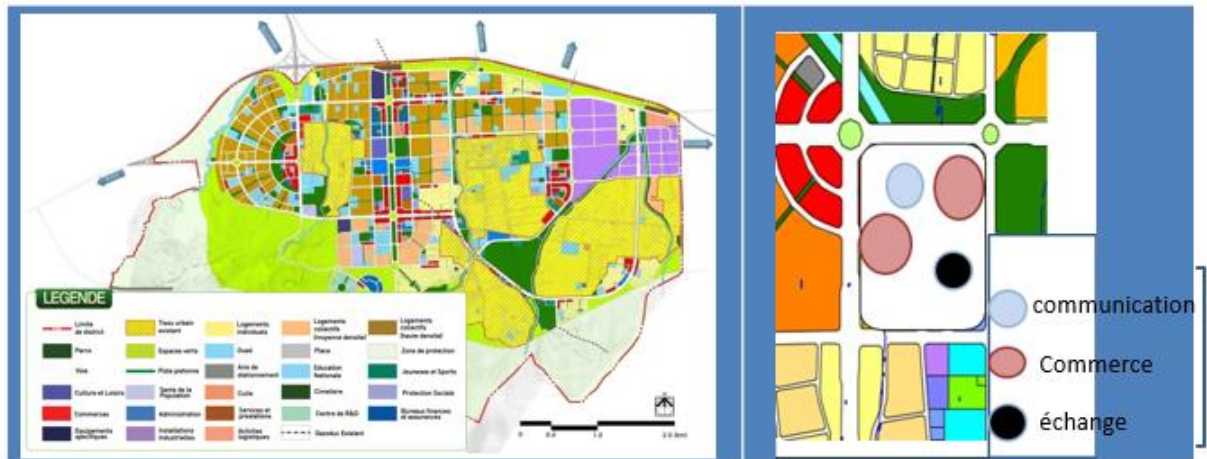 LEGENDE
Limite de district
Tissu urbain existant
Logements individuels
Logements collectifs (moyenne densité)
Logements collectifs (haute densité)
Parcs
Espaces verts
Oued
Place
Zone de protection
Voie
Piste piétonne
Aire de stationnement
Education Nationale
Jeunesse et Sports
Culture et Loisirs
Santé de la Population
Culte
Cimetière
Protection Sociale
Commerces
Administration
Services et prestations
Centre de R&D
Bureaux finances et assurances
Equipements spécifiques
Installations industrielles
Activités logistiques
Gazoduc Existant
communication
Commerce
échange